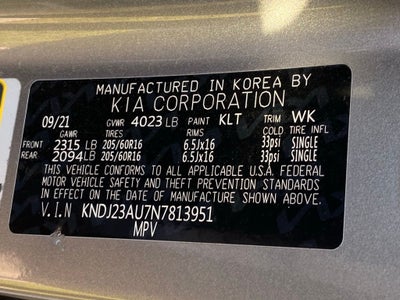 MANUFACTURED IN KOREA BY
KIA CORPORATION
09/21 GVWR 4023 LB PAINT KLT TRIM WK
GAWR TIRES RIMS COLD TIRE INFL
FRONT 2315 LB 205/60R16 6.5Jx16 33psi SINGLE
REAR: 2094 LB 205/60R16 6.5Jx16 33psi SINGLE
THIS VEHICLE CONFORMS TO ALL APPLICABLE U.S.A. FEDERAL
MOTOR VEHICLE SAFETY AND THEFT PREVENTION STANDARDS
IN EFFECT ON THE DATE OF MANUFACTURE SHOWN ABOVE.
V.I.N KNDJ23AU7N7813951
MPV